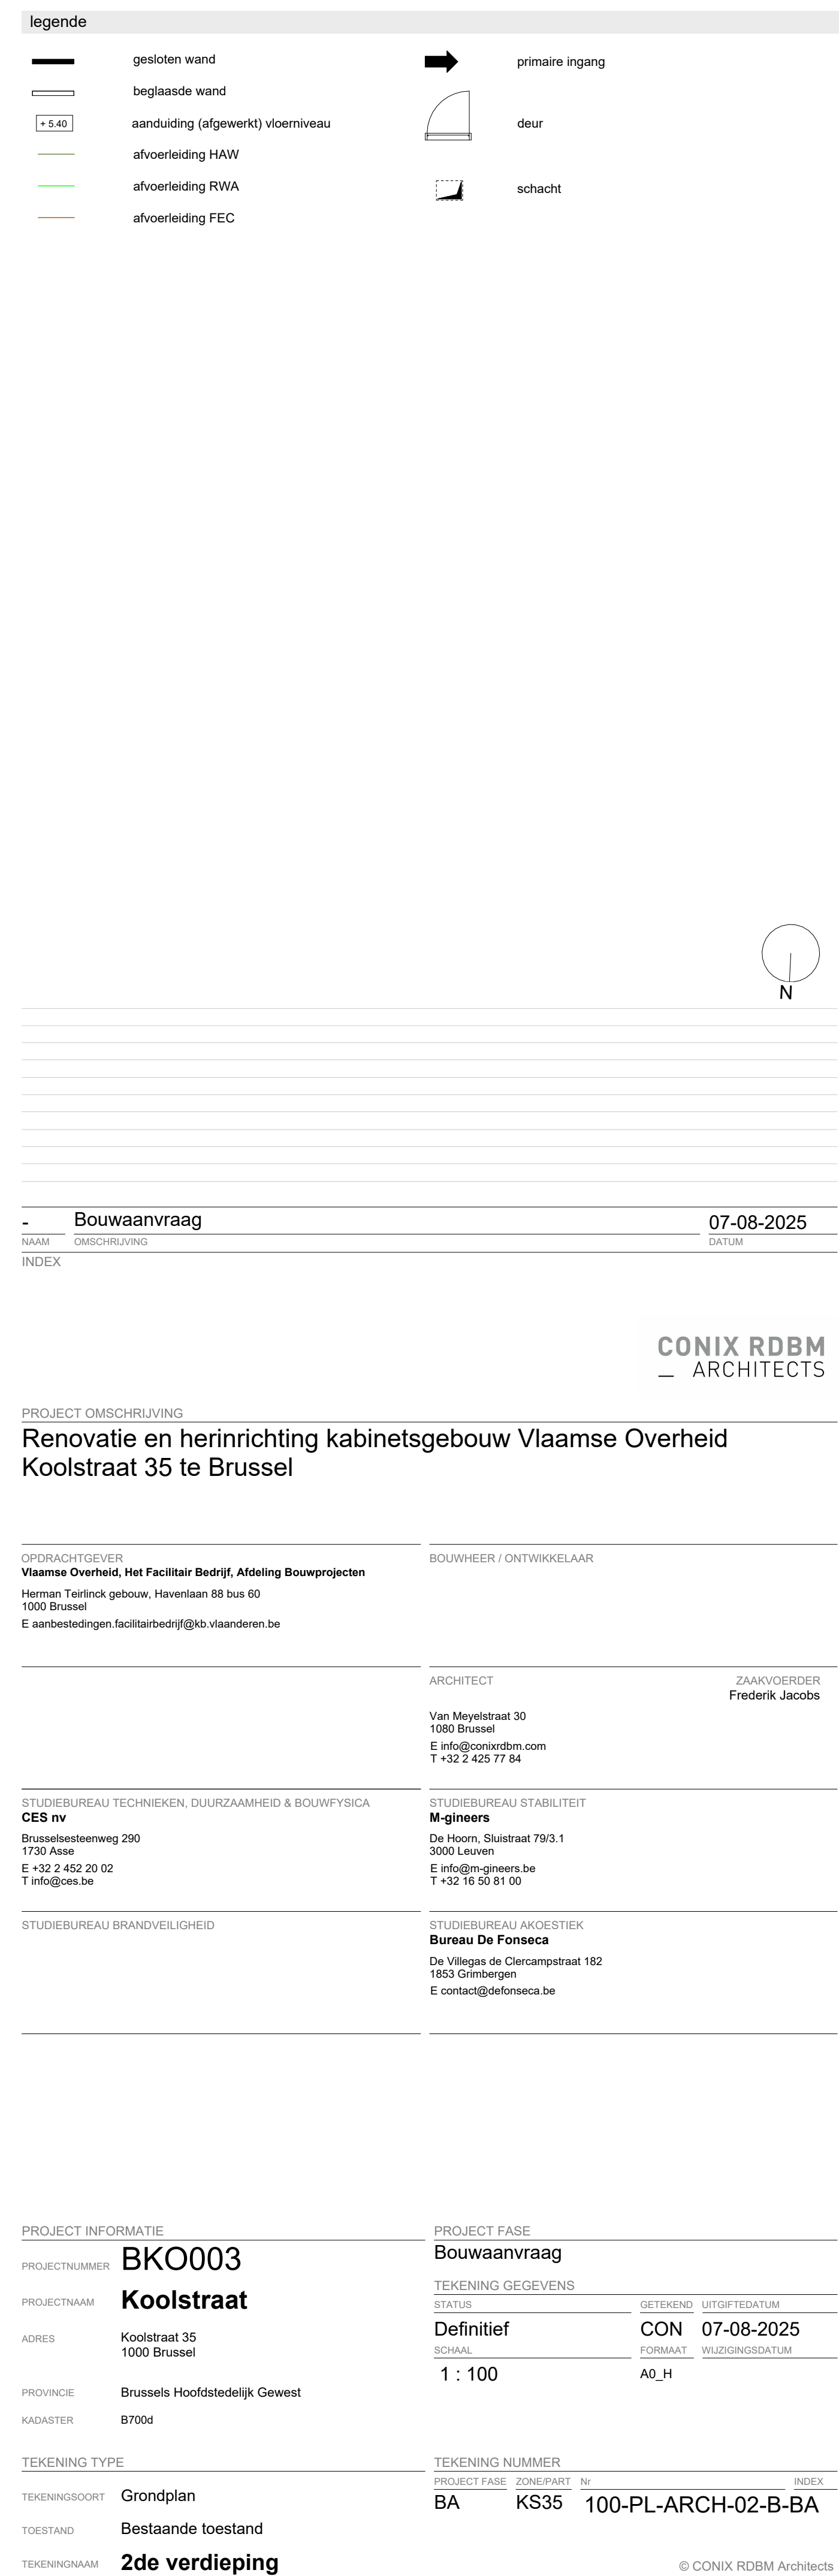 legende
gesloten wand
primaire ingang
beglaasde wand
+ 5.40
aanduiding (afgewerkt) vloerniveau
deur
afvoerleiding HAW
afvoerleiding RWA
schacht
afvoerleiding FEC
N
- Bouwaanvraag 07-08-2025
NAAM OMSCHRIJVING DATUM
INDEX
CONIX RDBM
_ ARCHITECTS
PROJECT OMSCHRIJVING
Renovatie en herinrichting kabinetsgebouw Vlaamse Overheid
Koolstraat 35 te Brussel
OPDRACHTGEVER
Vlaamse Overheid, Het Facilitair Bedrijf, Afdeling Bouwprojecten
Herman Teirlinck gebouw, Havenlaan 88 bus 60
1000 Brussel
E aanbestedingen.facilitairbedrijf@kb.vlaanderen.be
BOUWHEER / ONTWIKKELAAR
ARCHITECT ZAAKVOERDER
Frederik Jacobs
Van Meyelstraat 30
1080 Brussel
E info@conixrdbm.com
T +32 2 425 77 84
STUDIEBUREAU TECHNIEKEN, DUURZAAMHEID & BOUWFYSICA
CES nv
Brusselsesteenweg 290
1730 Asse
E +32 2 452 20 02
T info@ces.be
STUDIEBUREAU STABILITEIT
M-gineers
De Hoorn, Sluistraat 79/3.1
3000 Leuven
E info@m-gineers.be
T +32 16 50 81 00
STUDIEBUREAU BRANDVEILIGHEID
STUDIEBUREAU AKOESTIEK
Bureau De Fonseca
De Villegas de Clercampstraat 182
1853 Grimbergen
E contact@defonseca.be
PROJECT INFORMATIE
PROJECTNUMMER BKO003
PROJECTNAAM Koolstraat
ADRES Koolstraat 35
1000 Brussel
PROVINCIE Brussels Hoofdstedelijk Gewest
KADASTER B700d
PROJECT FASE
Bouwaanvraag
TEKENING GEGEVENS
STATUS GETEKEND UITGIFTEDATUM
Definitief CON 07-08-2025
SCHAAL FORMAAT WIJZIGINGSDATUM
1 : 100 A0_H
TEKENING TYPE
TEKENINGSOORT Grondplan
TOESTAND Bestaande toestand
TEKENINGNAAM 2de verdieping
TEKENING NUMMER
PROJECT FASE ZONE/PART Nr INDEX
BA KS35 100-PL-ARCH-02-B-BA
© CONIX RDBM Architects